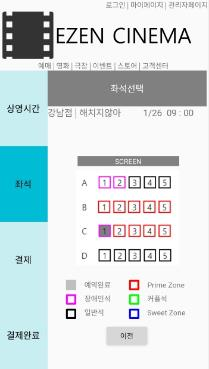 로그인 | 마이페이지 | 관리자페이지
EZEN CINEMA
예매 | 영화 | 극장 | 이벤트 | 스토어 | 고객센터
상영시간
좌석선택
강남점 | 해치지않아 1/26 09 : 00
좌석
SCREEN
A 1 2 3 4 5
B 1 2 3 4 5
C 1 2 3 4 5
D 1 2 3 4 5
결제
예약완료 Prime Zone
장애인석 커플석
일반석 Sweet Zone
결제완료
이전